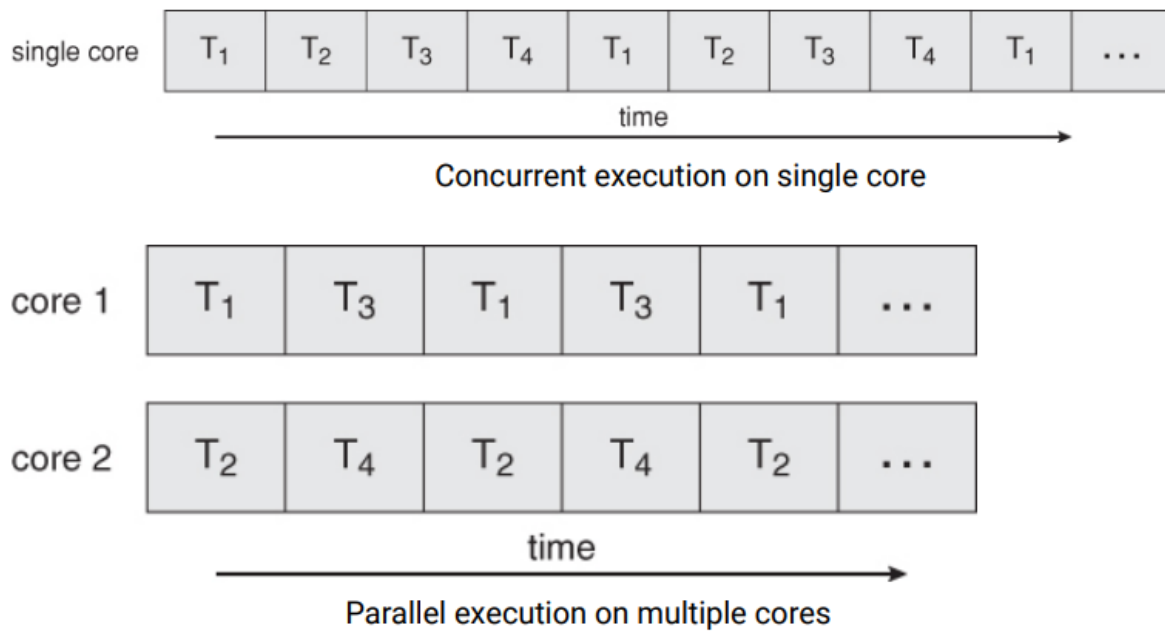 single core T₁ T₂ T₃ T₄ T₁ T₂ T₃ T₄ T₁ ...
time
Concurrent execution on single core
core 1 T₁ T₃ T₁ T₃ T₁ ...
core 2 T₂ T₄ T₂ T₄ T₂ ...
time
Parallel execution on multiple cores